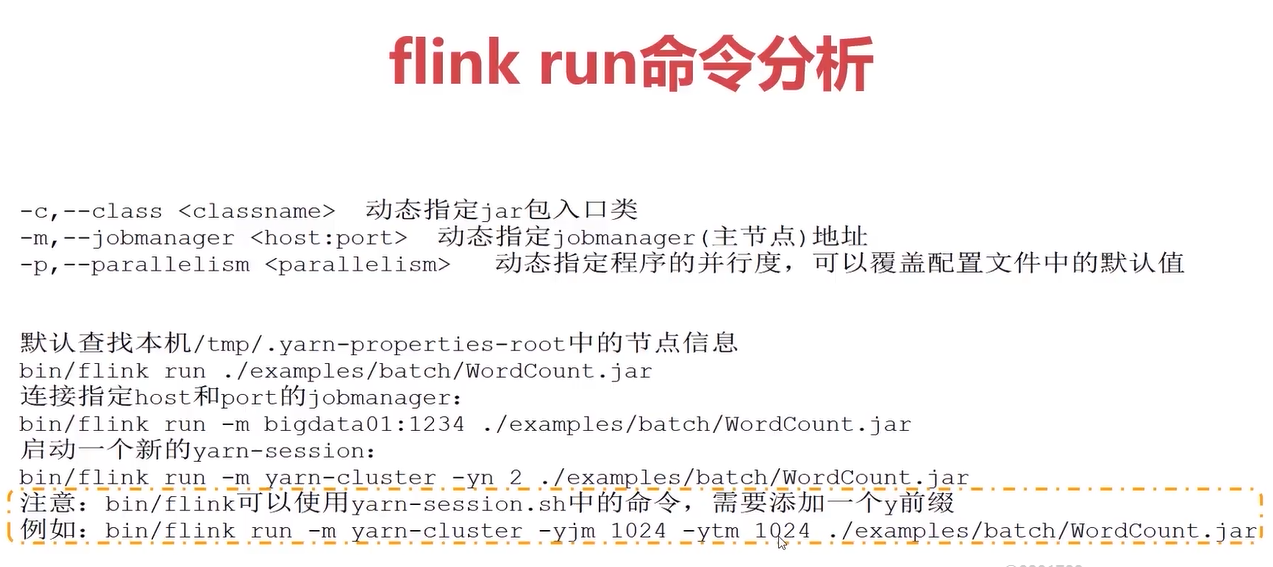 flink run命令分析
-c,--class <classname>  动态指定jar包入口类
-m,--jobmanager <host:port>  动态指定jobmanager(主节点)地址
-p,--parallelism <parallelism>   动态指定程序的并行度，可以覆盖配置文件中的默认值
默认查找本机/tmp/.yarn-properties-root中的节点信息
bin/flink run ./examples/batch/WordCount.jar
连接指定host和port的jobmanager：
bin/flink run -m bigdata01:1234 ./examples/batch/WordCount.jar
启动一个新的yarn-session：
bin/flink run -m yarn-cluster -yn 2 ./examples/batch/WordCount.jar
注意：bin/flink可以使用yarn-session.sh中的命令，需要添加一个y前缀
例如：bin/flink run -m yarn-cluster -yjm 1024 -ytm 1024 ./examples/batch/WordCount.jar